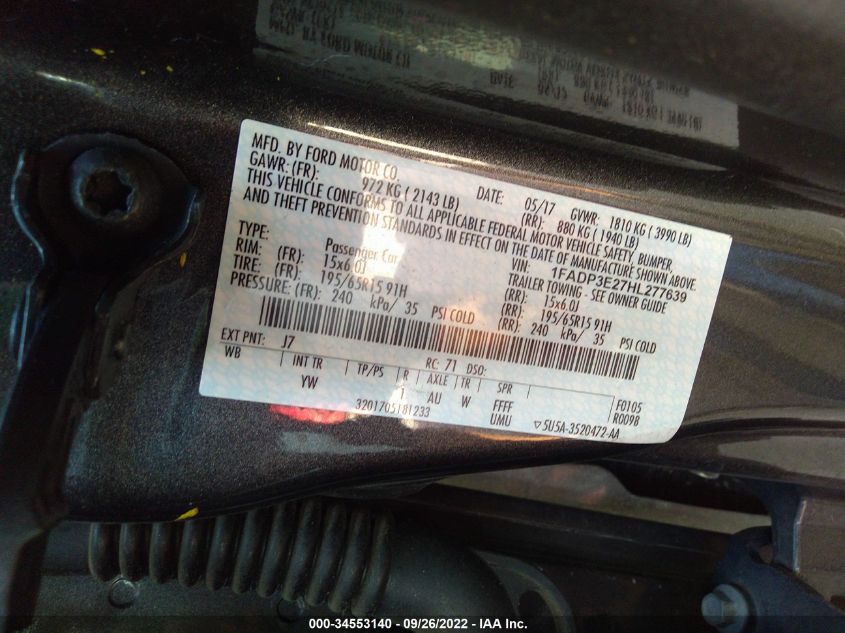 MFD. BY FORD MOTOR CO. DATE: 05/17 GVWR: 1810 KG ( 3990 LB)
GAWR: (FR): 972 KG ( 2143 LB) (RR): 880 KG ( 1940 LB)
THIS VEHICLE CONFORMS TO ALL APPLICABLE FEDERAL MOTOR VEHICLE SAFETY, BUMPER,
AND THEFT PREVENTION STANDARDS IN EFFECT ON THE DATE OF MANUFACTURE SHOWN ABOVE.
VIN: 1FADP3E27HL277639
TYPE: Passenger Car TRAILER TOWING - SEE OWNER GUIDE
RIM: (FR): 15x6.0J (RR): 15x6.0J
TIRE: (FR): 195/65R15 91H (RR): 195/65R15 91H
PRESSURE: (FR): 240 kPa/ 35 PSI COLD (RR): 240 kPa/ 35 PSI COLD
EXT PNT: J7 RC: 71 DSO:
WB INT TR TP/PS R AXLE TR SPR F0105
YW 1 AU W FFFF R0098
3201705181233 UMU ▽5U5A-3520472-AA
000-34553140 - 09/26/2022 - IAA Inc.